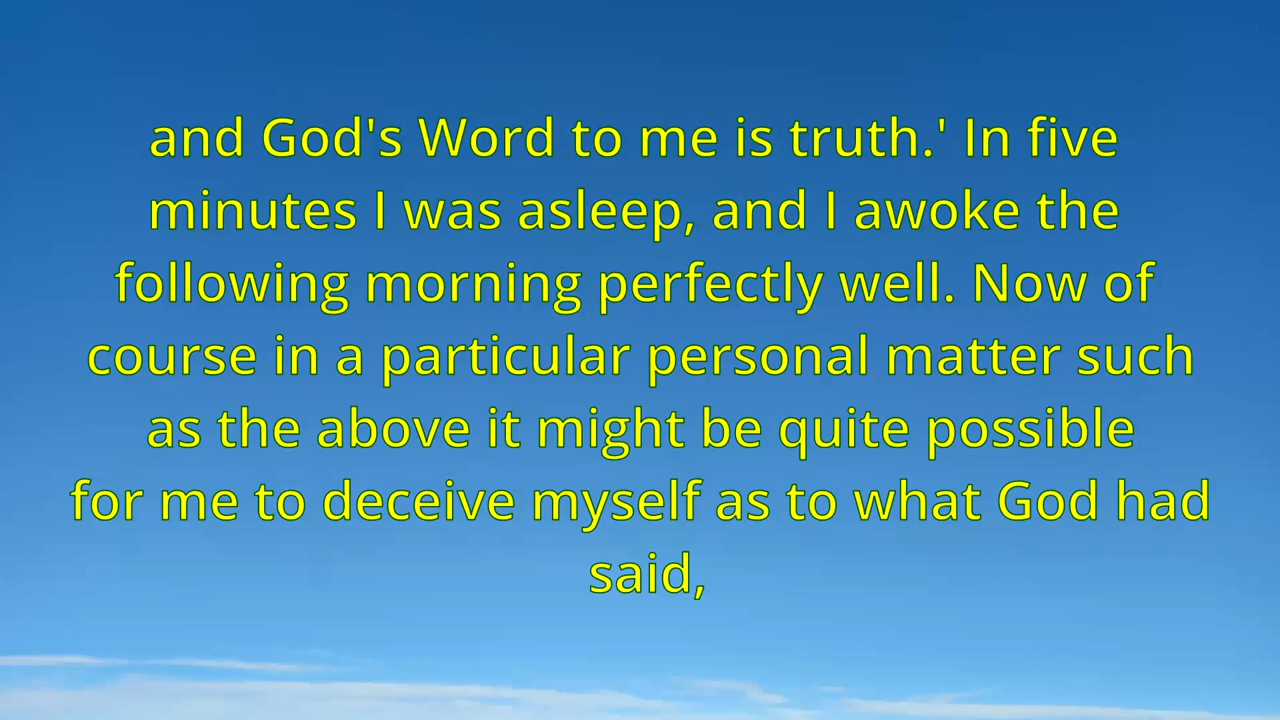 and God's Word to me is truth.' In five
minutes I was asleep, and I awoke the
following morning perfectly well. Now of
course in a particular personal matter such
as the above it might be quite possible
for me to deceive myself as to what God had
said,